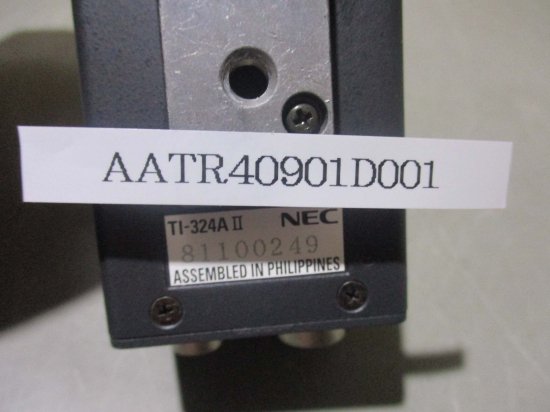 AATR40901D001
TI-324A II NEC
81100249
ASSEMBLED IN PHILIPPINES